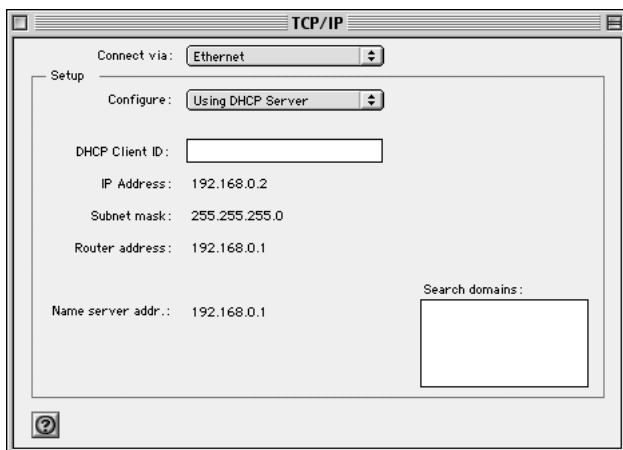 TCP/IP
Connect via: Ethernet
Setup
Configure: Using DHCP Server
DHCP Client ID:
IP Address: 192.168.0.2
Subnet mask: 255.255.255.0
Router address: 192.168.0.1
Search domains:
Name server addr.: 192.168.0.1
?